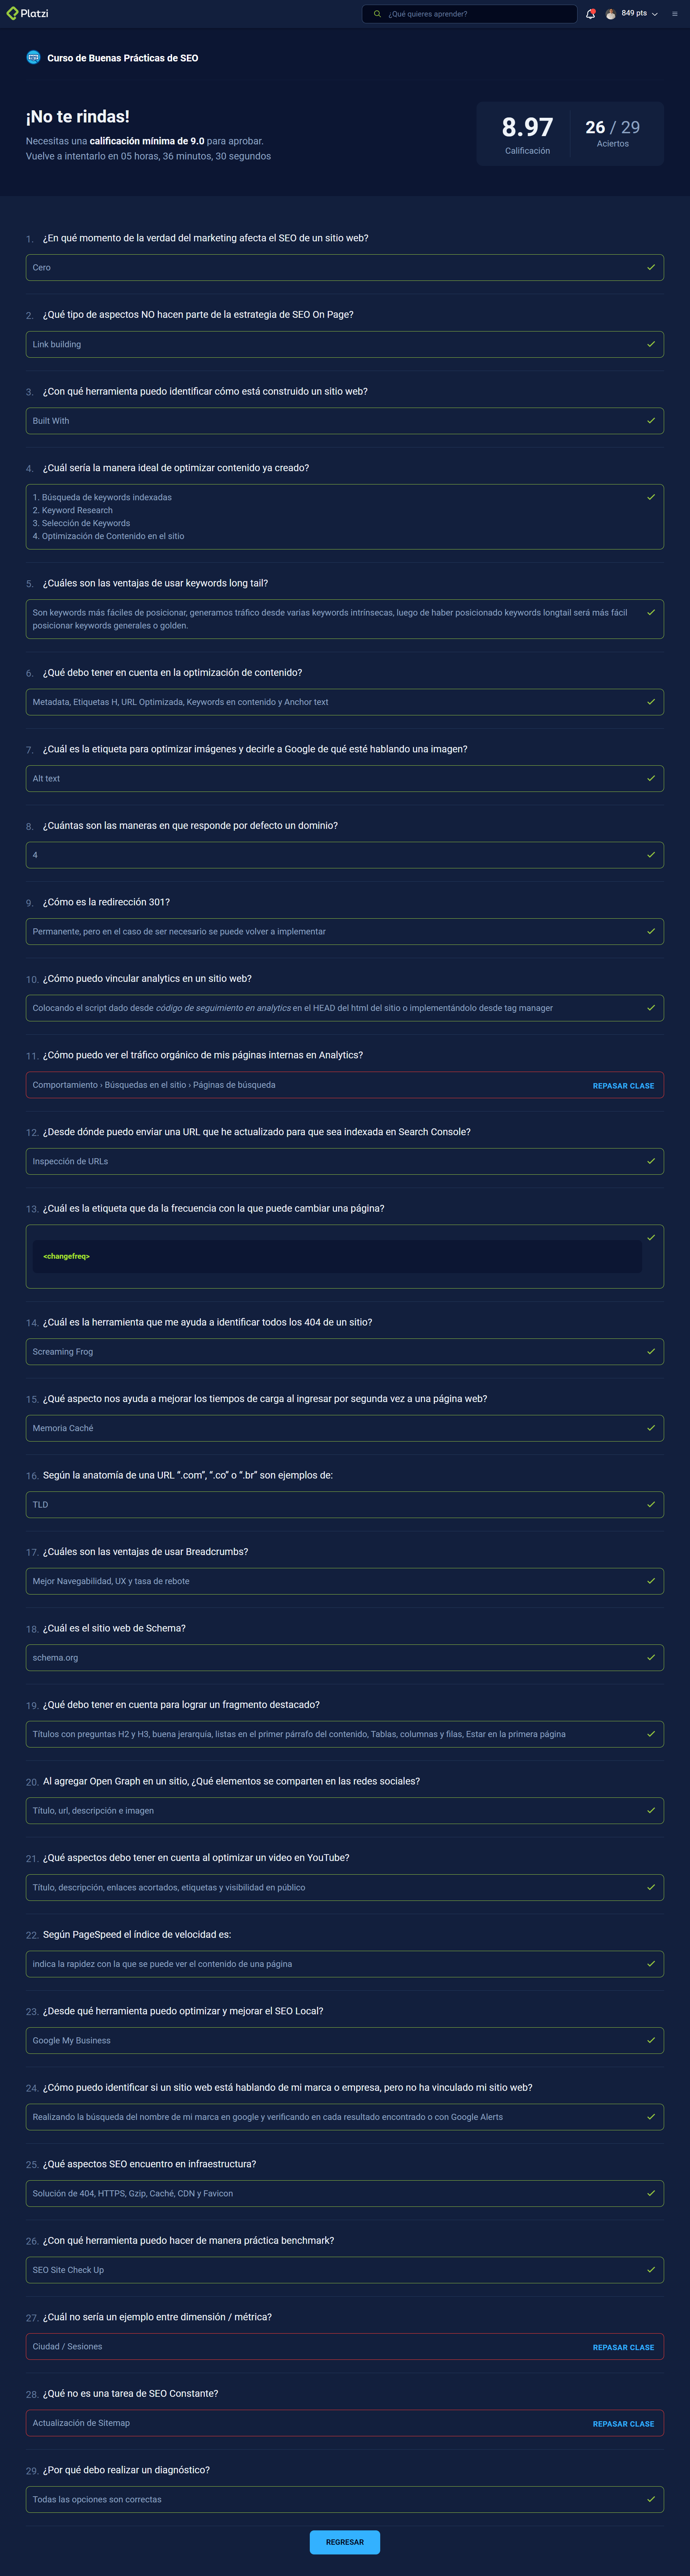 Platzi
¿Qué quieres aprender?
849 pts
Curso de Buenas Prácticas de SEO
¡No te rindas!
Necesitas una calificación mínima de 9.0 para aprobar.
Vuelve a intentarlo en 05 horas, 36 minutos, 30 segundos
8.97
Calificación
26 / 29
Aciertos
1. ¿En qué momento de la verdad del marketing afecta el SEO de un sitio web?
Cero
2. ¿Qué tipo de aspectos NO hacen parte de la estrategia de SEO On Page?
Link building
3. ¿Con qué herramienta puedo identificar cómo está construido un sitio web?
Built With
4. ¿Cuál sería la manera ideal de optimizar contenido ya creado?
1. Búsqueda de keywords indexadas
2. Keyword Research
3. Selección de Keywords
4. Optimización de Contenido en el sitio
5. ¿Cuáles son las ventajas de usar keywords long tail?
Son keywords más fáciles de posicionar, generamos tráfico desde varias keywords intrínsecas, luego de haber posicionado keywords longtail será más fácil
posicionar keywords generales o golden.
6. ¿Qué debo tener en cuenta en la optimización de contenido?
Metadata, Etiquetas H, URL Optimizada, Keywords en contenido y Anchor text
7. ¿Cuál es la etiqueta para optimizar imágenes y decirle a Google de qué esté hablando una imagen?
Alt text
8. ¿Cuántas son las maneras en que responde por defecto un dominio?
4
9. ¿Cómo es la redirección 301?
Permanente, pero en el caso de ser necesario se puede volver a implementar
10. ¿Cómo puedo vincular analytics en un sitio web?
Colocando el script dado desde código de seguimiento en analytics en el HEAD del html del sitio o implementándolo desde tag manager
11. ¿Cómo puedo ver el tráfico orgánico de mis páginas internas en Analytics?
Comportamiento › Búsquedas en el sitio › Páginas de búsqueda
REPASAR CLASE
12. ¿Desde dónde puedo enviar una URL que he actualizado para que sea indexada en Search Console?
Inspección de URLs
13. ¿Cuál es la etiqueta que da la frecuencia con la que puede cambiar una página?
<changefreq>
14. ¿Cuál es la herramienta que me ayuda a identificar todos los 404 de un sitio?
Screaming Frog
15. ¿Qué aspecto nos ayuda a mejorar los tiempos de carga al ingresar por segunda vez a una página web?
Memoria Caché
16. Según la anatomía de una URL “.com”, “.co” o “.br” son ejemplos de:
TLD
17. ¿Cuáles son las ventajas de usar Breadcrumbs?
Mejor Navegabilidad, UX y tasa de rebote
18. ¿Cuál es el sitio web de Schema?
schema.org
19. ¿Qué debo tener en cuenta para lograr un fragmento destacado?
Títulos con preguntas H2 y H3, buena jerarquía, listas en el primer párrafo del contenido, Tablas, columnas y filas, Estar en la primera página
20. Al agregar Open Graph en un sitio, ¿Qué elementos se comparten en las redes sociales?
Título, url, descripción e imagen
21. ¿Qué aspectos debo tener en cuenta al optimizar un video en YouTube?
Título, descripción, enlaces acortados, etiquetas y visibilidad en público
22. Según PageSpeed el índice de velocidad es:
indica la rapidez con la que se puede ver el contenido de una página
23. ¿Desde qué herramienta puedo optimizar y mejorar el SEO Local?
Google My Business
24. ¿Cómo puedo identificar si un sitio web está hablando de mi marca o empresa, pero no ha vinculado mi sitio web?
Realizando la búsqueda del nombre de mi marca en google y verificando en cada resultado encontrado o con Google Alerts
25. ¿Qué aspectos SEO encuentro en infraestructura?
Solución de 404, HTTPS, Gzip, Caché, CDN y Favicon
26. ¿Con qué herramienta puedo hacer de manera práctica benchmark?
SEO Site Check Up
27. ¿Cuál no sería un ejemplo entre dimensión / métrica?
Ciudad / Sesiones
REPASAR CLASE
28. ¿Qué no es una tarea de SEO Constante?
Actualización de Sitemap
REPASAR CLASE
29. ¿Por qué debo realizar un diagnóstico?
Todas las opciones son correctas
REGRESAR